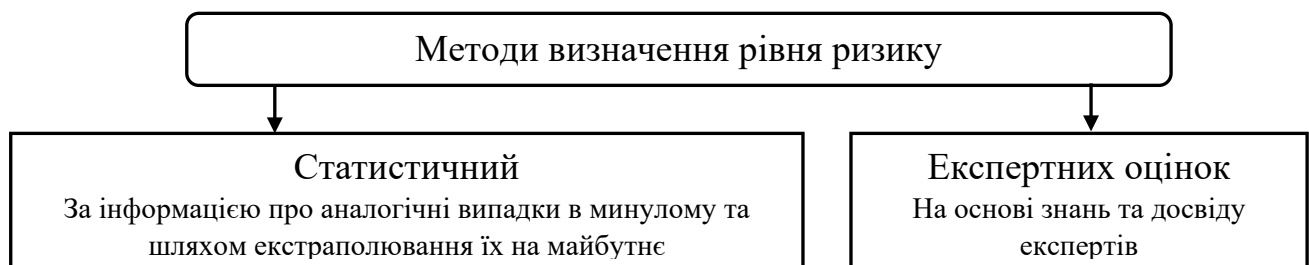 Методи визначення рівня ризику
Статистичний
За інформацією про аналогічні випадки в минулому та
шляхом екстраполювання їх на майбутнє
Експертних оцінок
На основі знань та досвіду
експертів